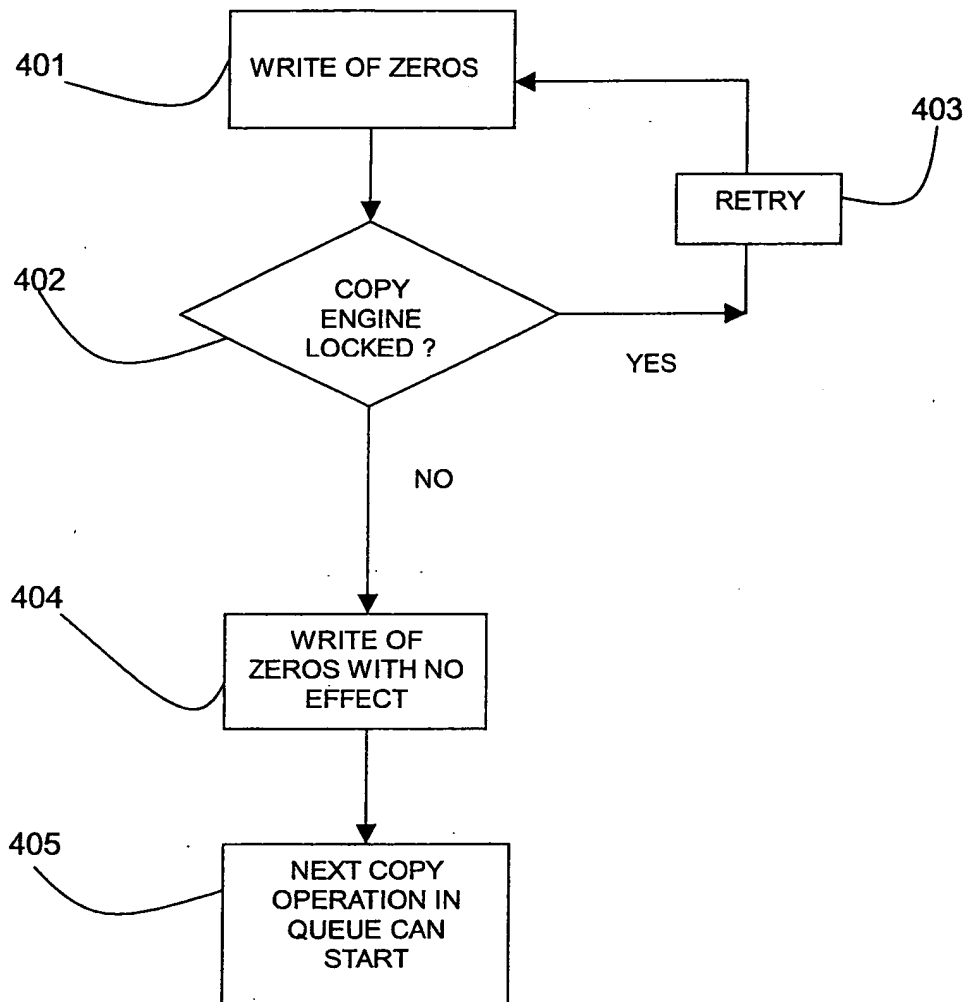 401
WRITE OF ZEROS
403
RETRY
402
COPY
ENGINE
LOCKED ?
YES
NO
404
WRITE OF
ZEROS WITH NO
EFFECT
405
NEXT COPY
OPERATION IN
QUEUE CAN
START